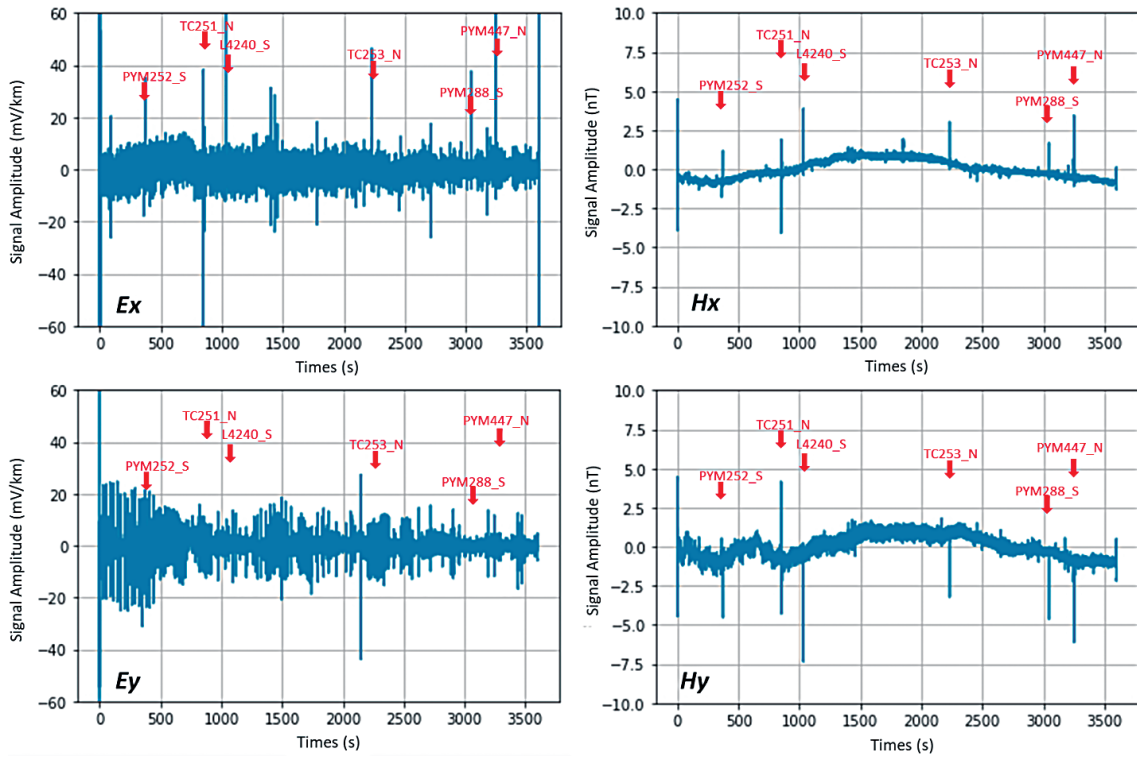 60
40
20
0
−20
−40
−60
Signal Amplitude (mV/km)
TC251_N
L4240_S
PYM252_S
TC253_N
PYM447_N
PYM288_S
Ex
0 500 1000 1500 2000 2500 3000 3500
Times (s)
10.0
7.5
5.0
2.5
0.0
−2.5
−5.0
−7.5
−10.0
Signal Amplitude (nT)
TC251_N
L4240_S
PYM252_S
TC253_N
PYM447_N
PYM288_S
Hx
0 500 1000 1500 2000 2500 3000 3500
Times (s)
60
40
20
0
−20
−40
−60
Signal Amplitude (mV/km)
TC251_N
L4240_S
PYM252_S
TC253_N
PYM447_N
PYM288_S
Ey
0 500 1000 1500 2000 2500 3000 3500
Times (s)
10.0
7.5
5.0
2.5
0.0
−2.5
−5.0
−7.5
−10.0
Signal Amplitude (nT)
TC251_N
L4240_S
PYM252_S
TC253_N
PYM447_N
PYM288_S
Hy
0 500 1000 1500 2000 2500 3000 3500
Times (s)